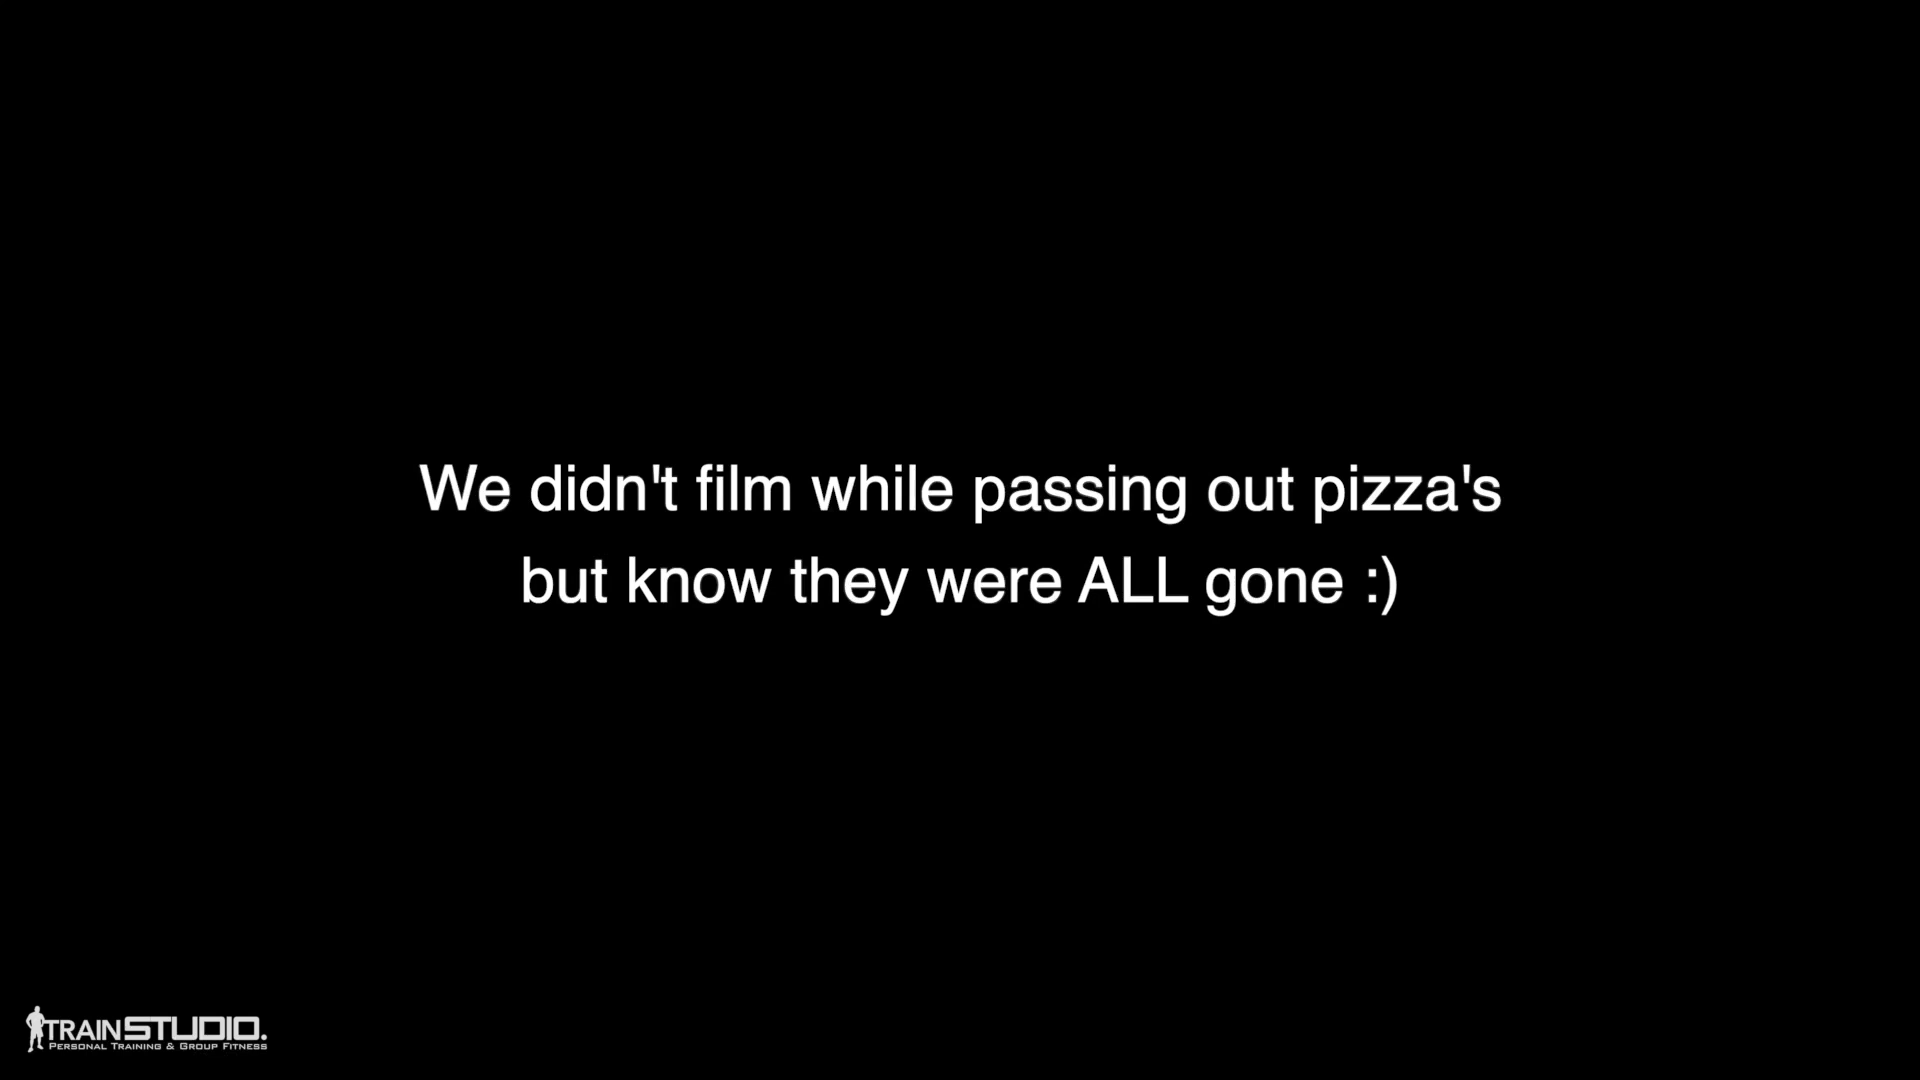 We didn't film while passing out pizza's
but know they were ALL gone :)
TRAINSTUDIO.
Personal Training & Group Fitness